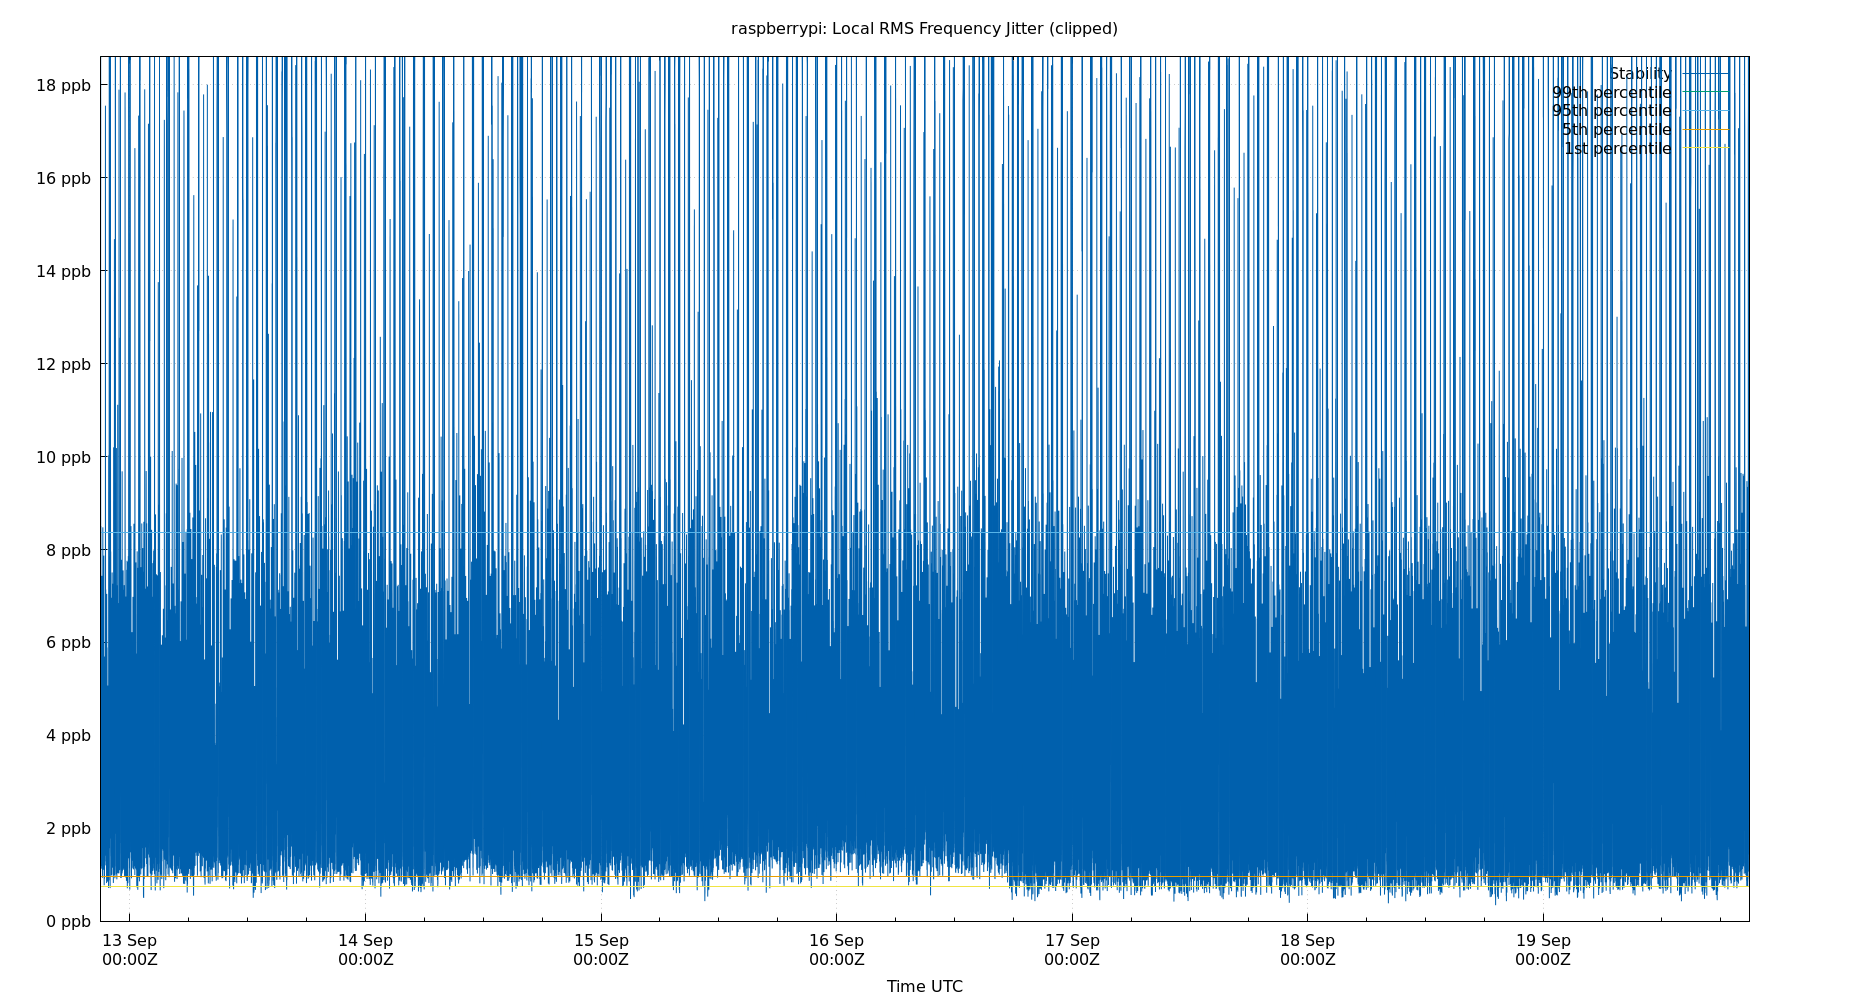 raspberrypi: Local RMS Frequency Jitter (clipped)
Stability
99th percentile
95th percentile
5th percentile
1st percentile
18 ppb
16 ppb
14 ppb
12 ppb
10 ppb
8 ppb
6 ppb
4 ppb
2 ppb
0 ppb
13 Sep 14 Sep 15 Sep 16 Sep 17 Sep 18 Sep 19 Sep
00:00Z 00:00Z 00:00Z 00:00Z 00:00Z 00:00Z 00:00Z
Time UTC